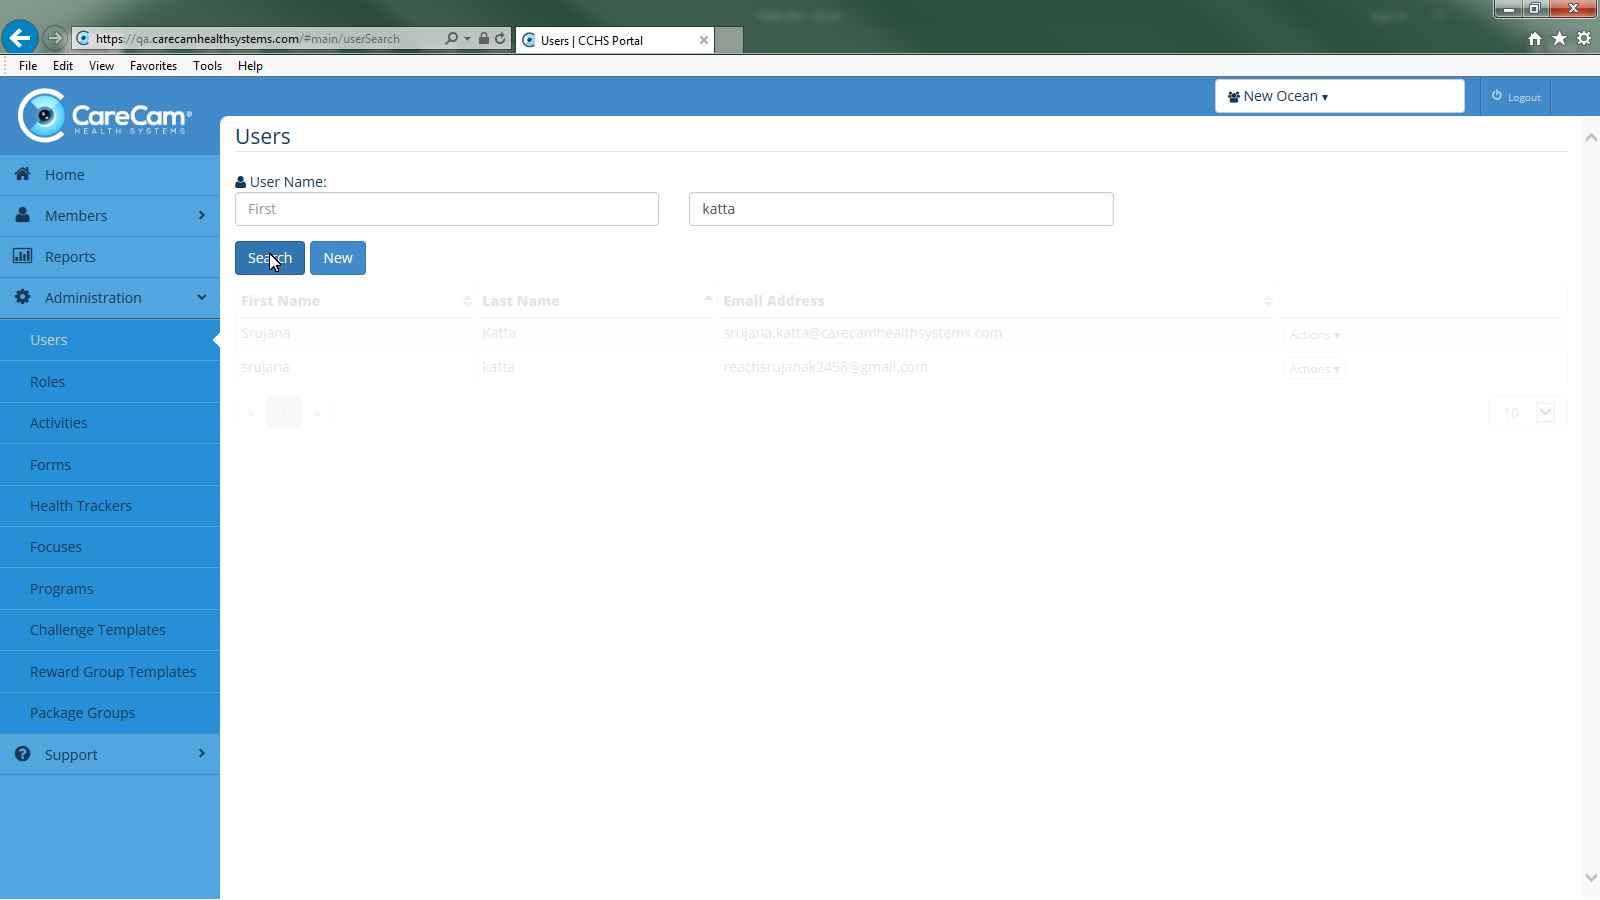 https://qa.carecamhealthsystems.com/#main/userSearch
Users | CCHS Portal
File Edit View Favorites Tools Help
CareCam
HEALTH SYSTEMS
New Ocean
Logout
Home
Members
Reports
Administration
Users
Roles
Activities
Forms
Health Trackers
Focuses
Programs
Challenge Templates
Reward Group Templates
Package Groups
Support
Users
User Name:
First
katta
Search New
First Name Last Name Email Address
Srujana Katta srujana.katta@carecamhealthsystems.com Actions
srujana katta reachsrujanak2458@gmail.com Actions
« 1 »
10